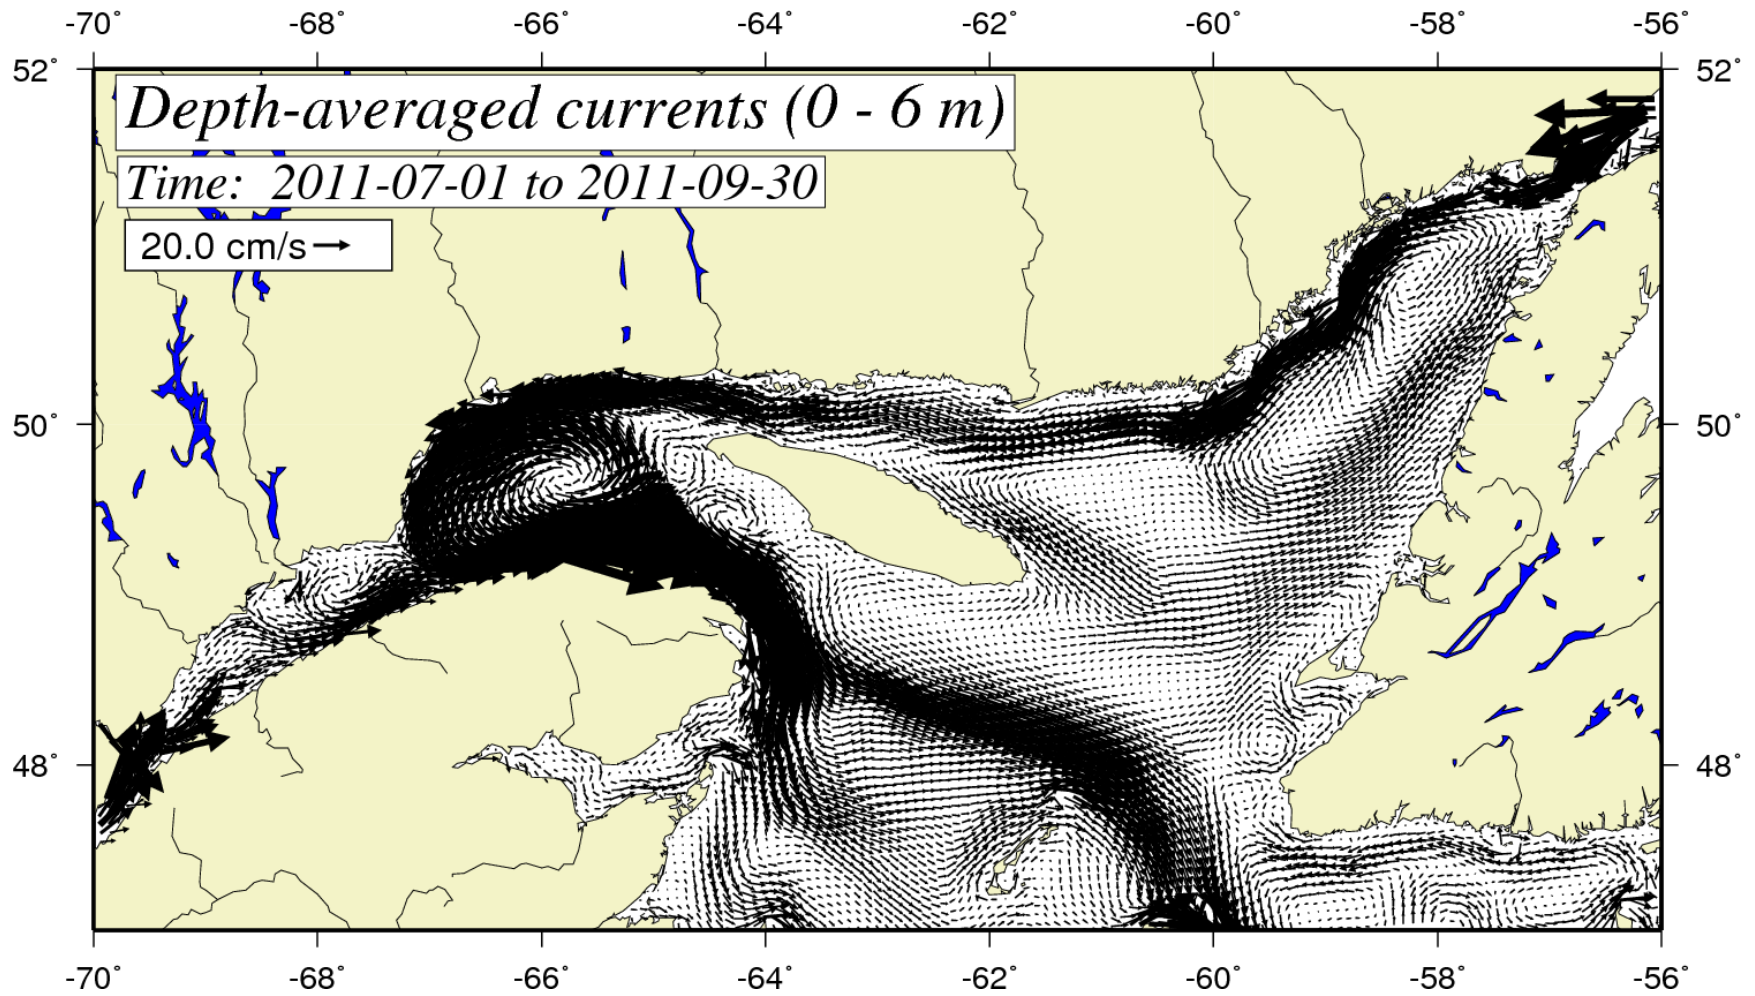 -70° -68° -66° -64° -62° -60° -58° -56°
52° 52°
Depth-averaged currents (0 - 6 m)
Time: 2011-07-01 to 2011-09-30
20.0 cm/s
50° 50°
48° 48°
-70° -68° -66° -64° -62° -60° -58° -56°